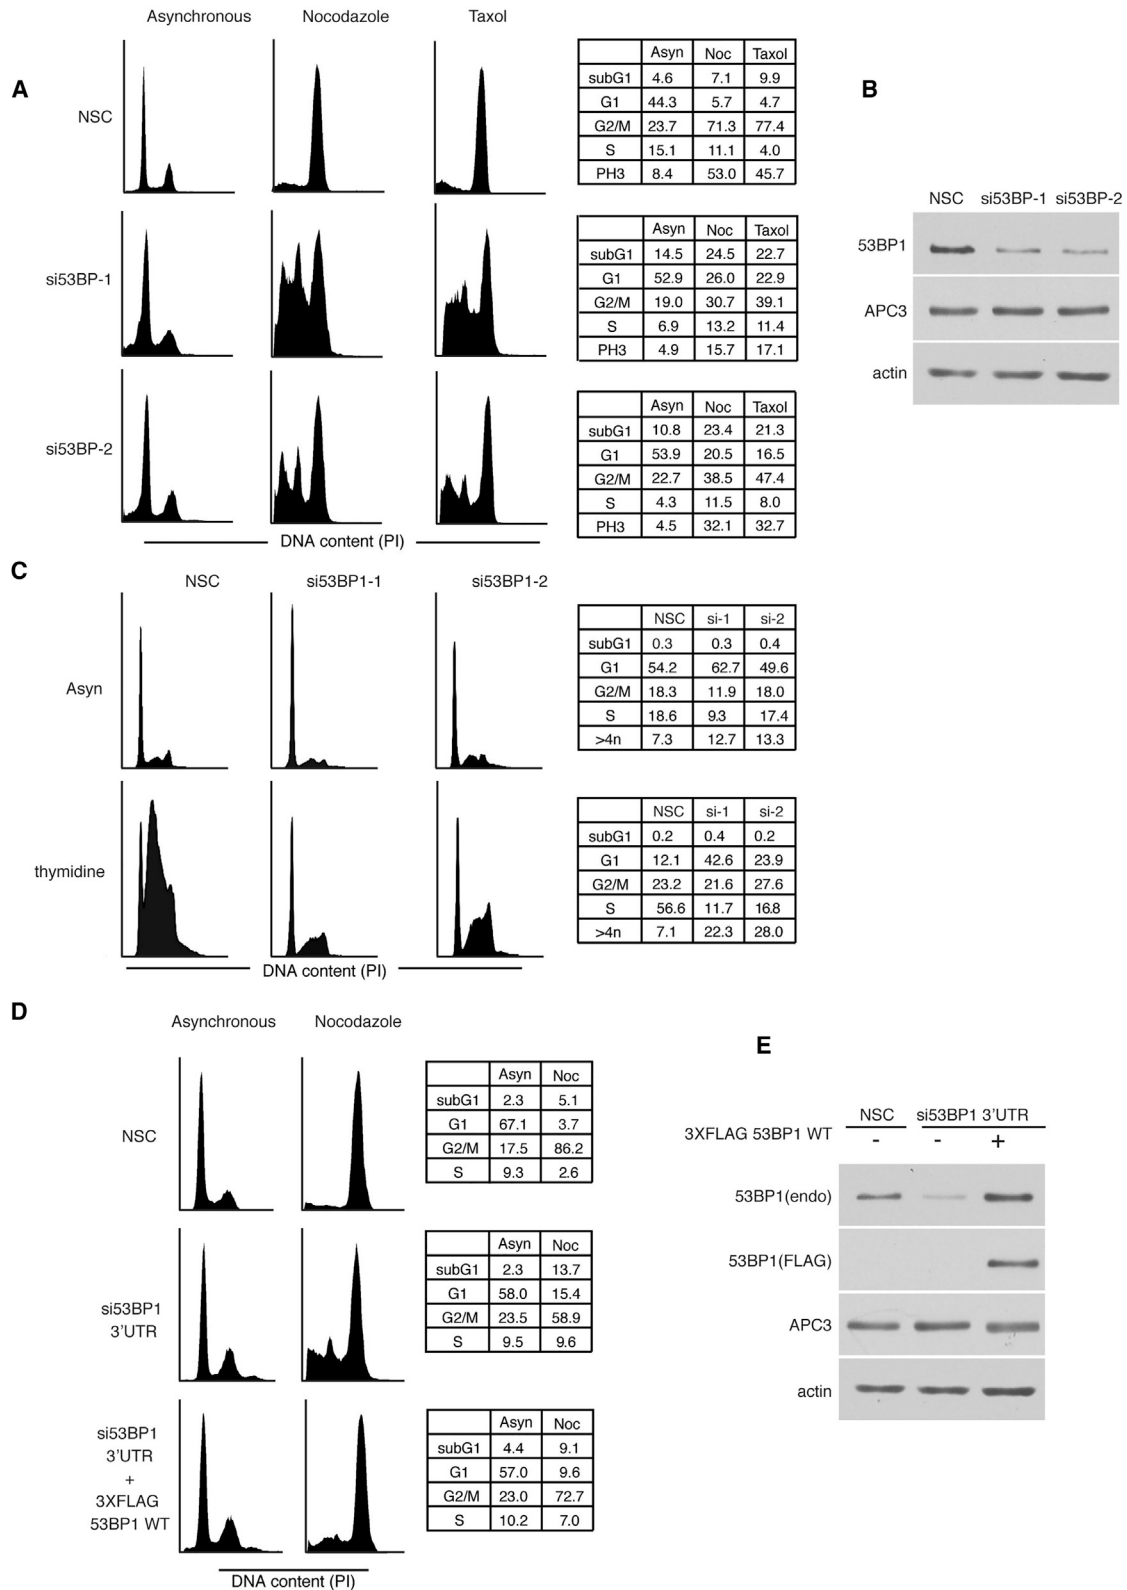 Asynchronous Nocodazole Taxol
A
NSC
Asyn Noc Taxol
subG1 4.6 7.1 9.9
G1 44.3 5.7 4.7
G2/M 23.7 71.3 77.4
S 15.1 11.1 4.0
PH3 8.4 53.0 45.7
si53BP-1
Asyn Noc Taxol
subG1 14.5 24.5 22.7
G1 52.9 26.0 22.9
G2/M 19.0 30.7 39.1
S 6.9 13.2 11.4
PH3 4.9 15.7 17.1
si53BP-2
Asyn Noc Taxol
subG1 10.8 23.4 21.3
G1 53.9 20.5 16.5
G2/M 22.7 38.5 47.4
S 4.3 11.5 8.0
PH3 4.5 32.1 32.7
DNA content (PI)
B
NSC si53BP-1 si53BP-2
53BP1
APC3
actin
C
NSC si53BP1-1 si53BP1-2
Asyn
NSC si-1 si-2
subG1 0.3 0.3 0.4
G1 54.2 62.7 49.6
G2/M 18.3 11.9 18.0
S 18.6 9.3 17.4
>4n 7.3 12.7 13.3
thymidine
NSC si-1 si-2
subG1 0.2 0.4 0.2
G1 12.1 42.6 23.9
G2/M 23.2 21.6 27.6
S 56.6 11.7 16.8
>4n 7.1 22.3 28.0
DNA content (PI)
D
Asynchronous Nocodazole
NSC
Asyn Noc
subG1 2.3 5.1
G1 67.1 3.7
G2/M 17.5 86.2
S 9.3 2.6
si53BP1
3'UTR
Asyn Noc
subG1 2.3 13.7
G1 58.0 15.4
G2/M 23.5 58.9
S 9.5 9.6
si53BP1
3'UTR
+
3XFLAG
53BP1 WT
Asyn Noc
subG1 4.4 9.1
G1 57.0 9.6
G2/M 23.0 72.7
S 10.2 7.0
DNA content (PI)
E
NSC si53BP1 3'UTR
3XFLAG 53BP1 WT - - +
53BP1(endo)
53BP1(FLAG)
APC3
actin